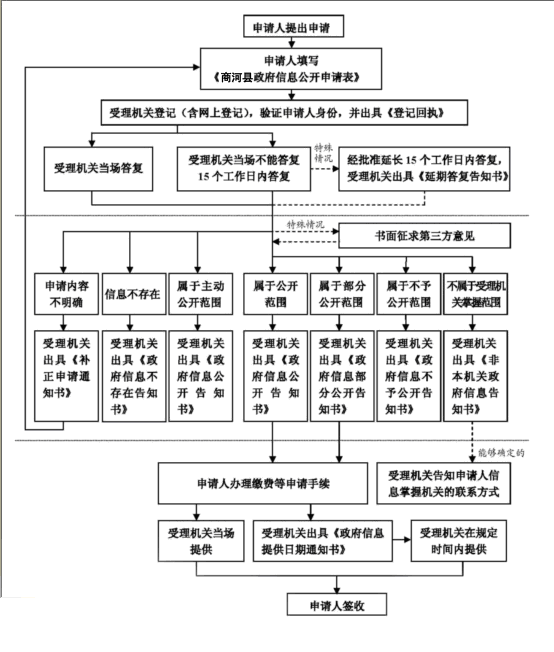 申请人提出申请
申请人填写
《商河县政府信息公开申请表》
受理机关登记（含网上登记），验证申请人身份，并出具《登记回执》
受理机关当场答复
受理机关当场不能答复
15个工作日内答复
特殊
情况
经批准延长15个工作日内答复，
受理机关出具《延期答复告知书》
特殊情况
书面征求第三方意见
申请内容
不明确
信息不存在
属于主动
公开范围
属于公开
范围
属于部分
公开范围
属于不予
公开范围
不属于受理机
关掌握范围
受理机关
出具《补
正申请通
知书》
受理机关
出具《政
府信息不
存在告知
书》
受理机关
出具《政
府信息公
开告知
书》
受理机关
出具《政
府信息公
开告知
书》
受理机关
出具《政
府信息部
分公开告
知书》
受理机关
出具《政
府信息不
予公开告
知书》
受理机关
出具《非
本机关政
府信息告
知书》
能够确定的
申请人办理缴费等申请手续
受理机关告知申请人信
息掌握机关的联系方式
受理机关当场
提供
受理机关出具《政府信息
提供日期通知书》
受理机关在规定
时间内提供
申请人签收